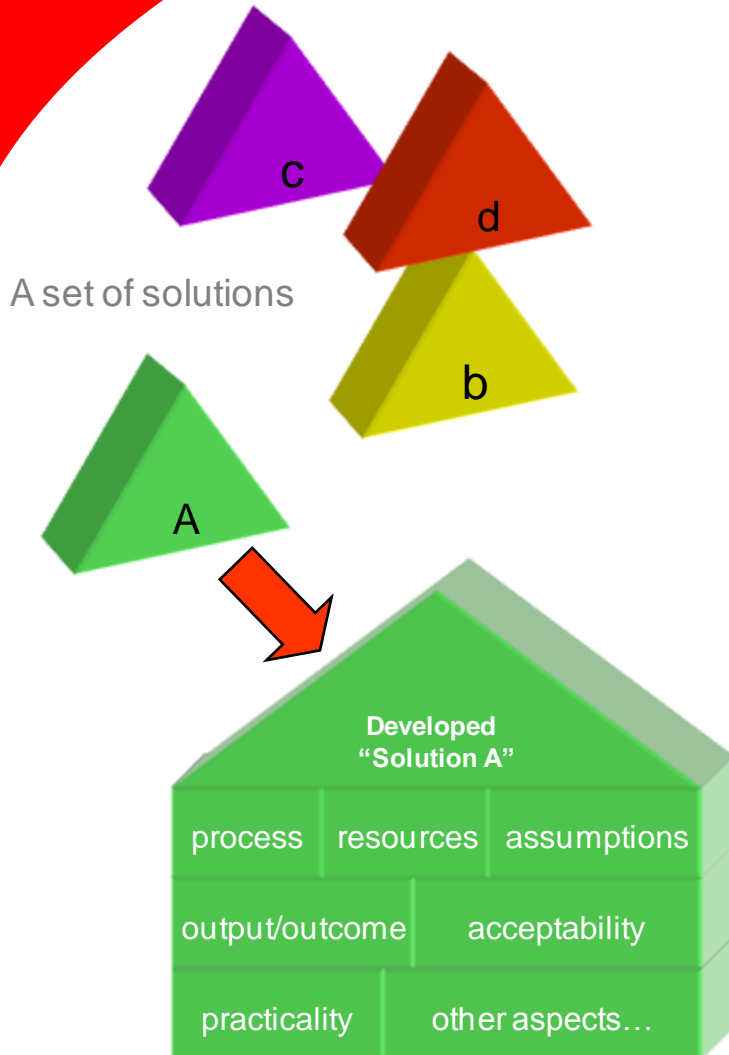 c
d
A set of solutions
b
A
Developed
“Solution A”
process resources assumptions
output/outcome acceptability
practicality other aspects…